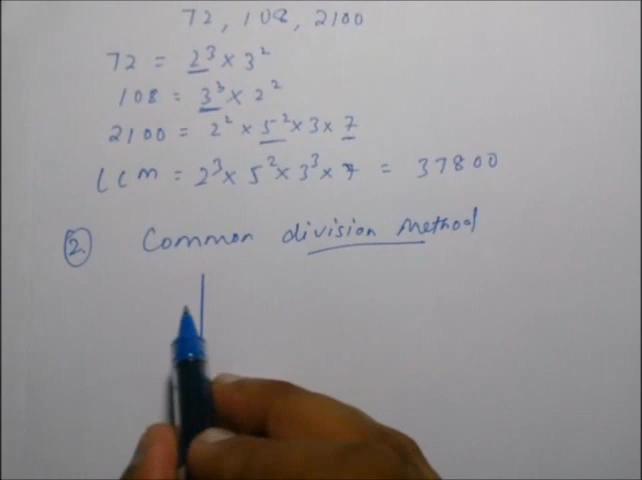 72, 108, 2100
72 = 2³ × 3²
108 = 3³ × 2²
2100 = 2² × 5² × 3 × 7
LCM = 2³ × 5² × 3³ × 7 = 37800
2. Common division Method